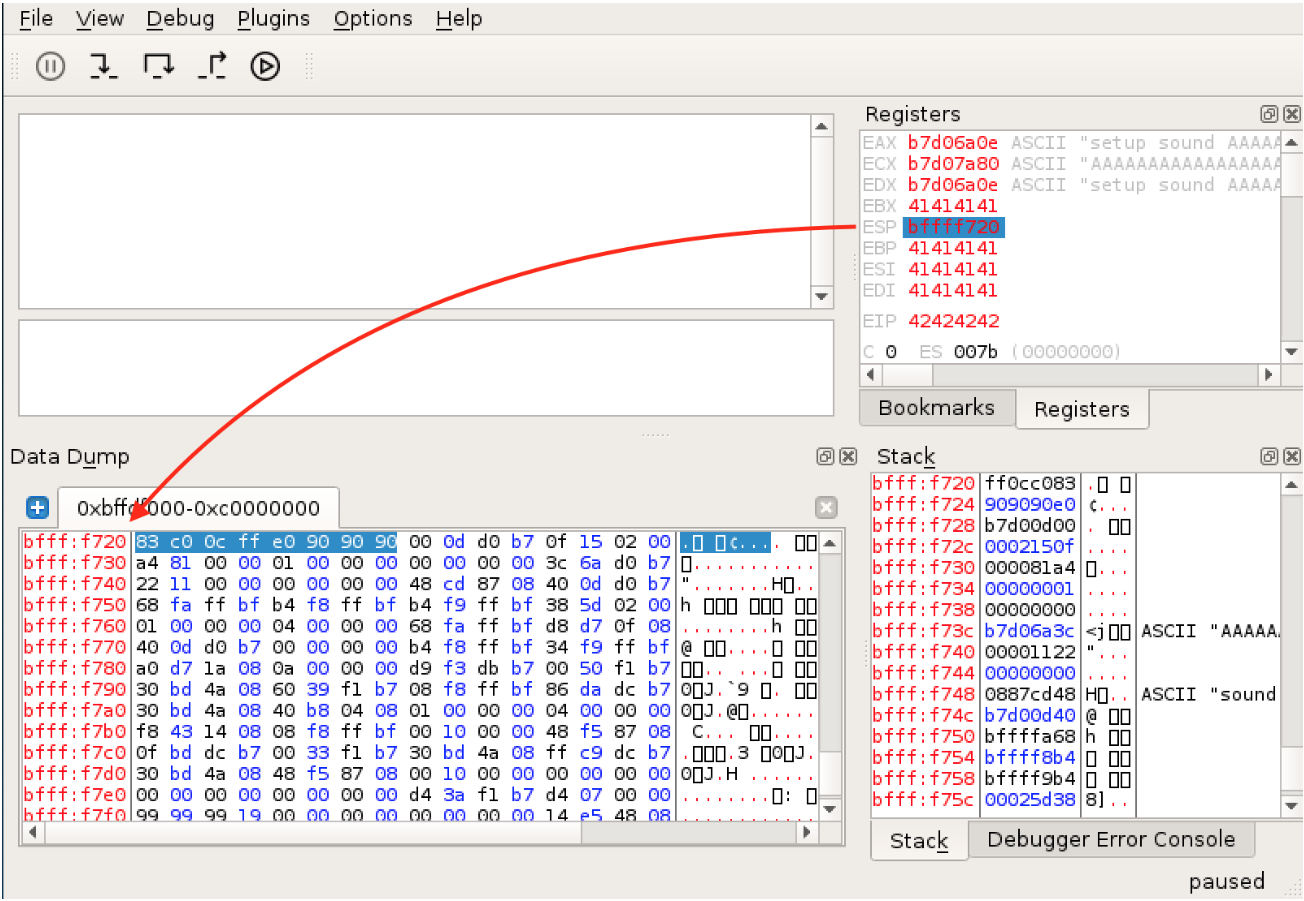 File View Debug Plugins Options Help
Registers
EAX b7d06a0e ASCII "setup sound AAAAA
ECX b7d07a80 ASCII "AAAAAAAAAAAAAAAAA
EDX b7d06a0e ASCII "setup sound AAAAA
EBX 41414141
ESP bffff720
EBP 41414141
ESI 41414141
EDI 41414141
EIP 42424242
C 0 ES 007b (00000000)
Bookmarks Registers
Data Dump
0xbffdf000-0xc0000000
bfff:f720 83 c0 0c ff e0 90 90 90 00 0d d0 b7 0f 15 02 00
bfff:f730 a4 81 00 00 01 00 00 00 00 00 00 00 3c 6a d0 b7
bfff:f740 22 11 00 00 00 00 00 00 48 cd 87 08 40 0d d0 b7
bfff:f750 68 fa ff bf b4 f8 ff bf b4 f9 ff bf 38 5d 02 00
bfff:f760 01 00 00 00 04 00 00 00 68 fa ff bf d8 d7 0f 08
bfff:f770 40 0d d0 b7 00 00 00 00 b4 f8 ff bf 34 f9 ff bf
bfff:f780 a0 d7 1a 08 0a 00 00 00 d9 f3 db b7 00 50 f1 b7
bfff:f790 30 bd 4a 08 60 39 f1 b7 08 f8 ff bf 86 da dc b7
bfff:f7a0 30 bd 4a 08 40 b8 04 08 01 00 00 00 04 00 00 00
bfff:f7b0 f8 43 14 08 08 f8 ff bf 00 10 00 00 48 f5 87 08
bfff:f7c0 0f bd dc b7 00 33 f1 b7 30 bd 4a 08 ff c9 dc b7
bfff:f7d0 30 bd 4a 08 48 f5 87 08 00 10 00 00 00 00 00 00
bfff:f7e0 00 00 00 00 00 00 00 00 d4 3a f1 b7 d4 07 00 00
bfff:f7f0 99 99 99 19 00 00 00 00 00 00 00 00 14 e5 48 08
Stack
bfff:f720 ff0cc083
bfff:f724 909090e0 ¢...
bfff:f728 b7d00d00
bfff:f72c 0002150f ....
bfff:f730 000081a4
bfff:f734 00000001 ....
bfff:f738 00000000 ....
bfff:f73c b7d06a3c <j ASCII "AAAAA
bfff:f740 00001122 "...
bfff:f744 00000000 ....
bfff:f748 0887cd48 H .. ASCII "sound
bfff:f74c b7d00d40 @
bfff:f750 bffffa68 h
bfff:f754 bffff8b4
bfff:f758 bffff9b4
bfff:f75c 00025d38 8]..
Stack Debugger Error Console
paused